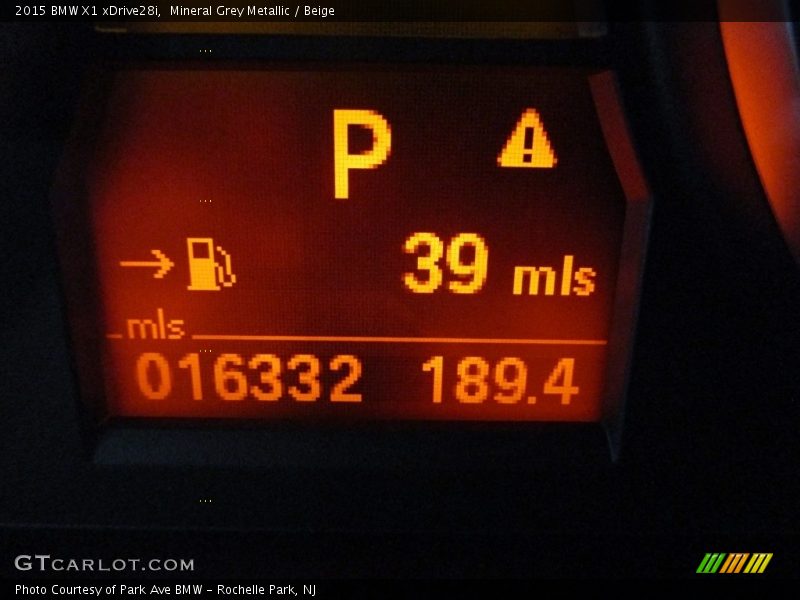 2015 BMW X1 xDrive28i, Mineral Grey Metallic / Beige
P
39 mls
mls
016332 189.4
GTCARLOT.COM
Photo Courtesy of Park Ave BMW - Rochelle Park, NJ